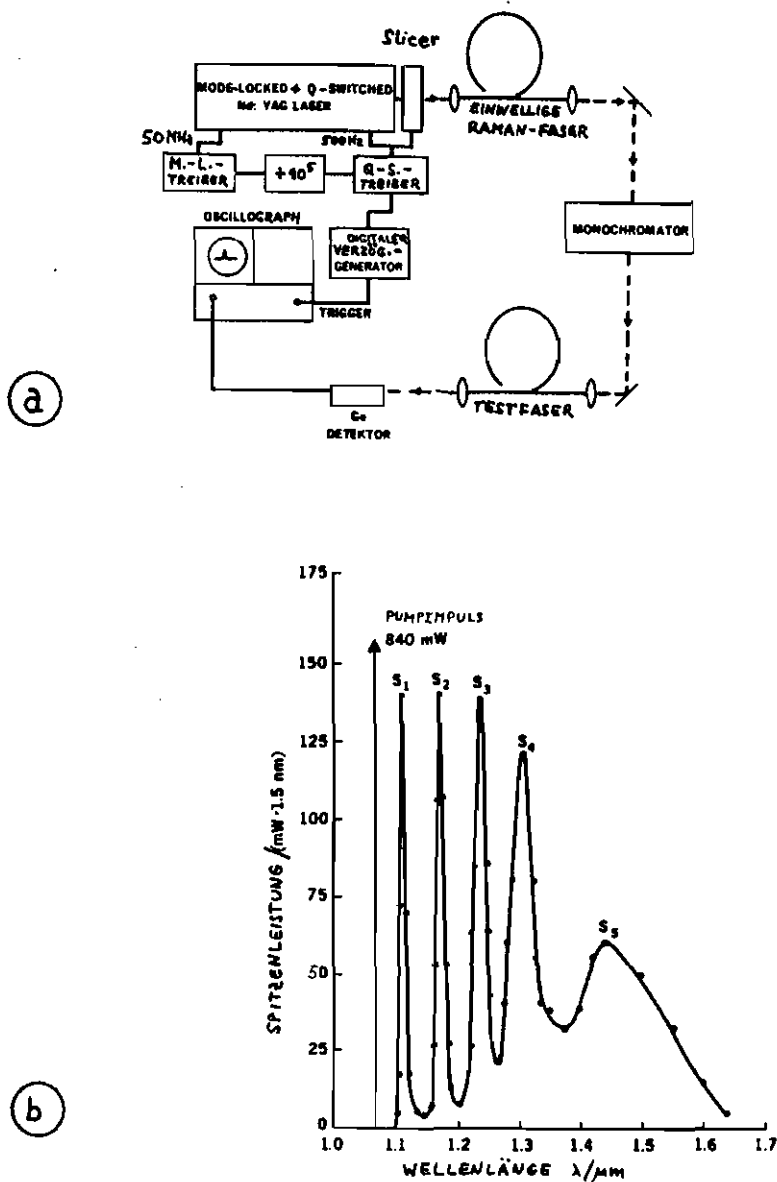 Slicer
MODE-LOCKED + Q-SWITCHED
Nd: YAG LASER
EINWELLIGE
RAMAN-FASER
50MHz
500Hz
M.-L.-
TREIBER
÷10⁵
Q-S.-
TREIBER
OSCILLOGRAPH
DIGITALER
VERZÖG.-
GENERATOR
MONOCHROMATOR
TRIGGER
a
Ge
DETEKTOR
TESTFASER
SPITZENLEISTUNG/(mW·1.5 nm)
175
150
125
100
75
50
25
0
PUMPIMPULS
840 mW
S₁
S₂
S₃
S₄
S₅
b
1.0
1.1
1.2
1.3
1.4
1.5
1.6
1.7
WELLENLÄNGE λ/μm